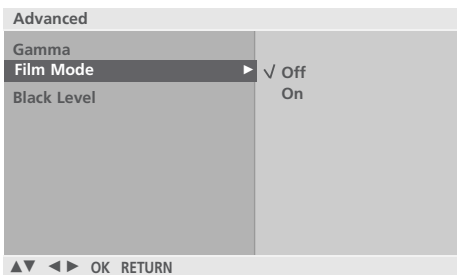 Advanced
Gamma
Film Mode ▶ √ Off
On
Black Level
▲▼ ◄► OK RETURN